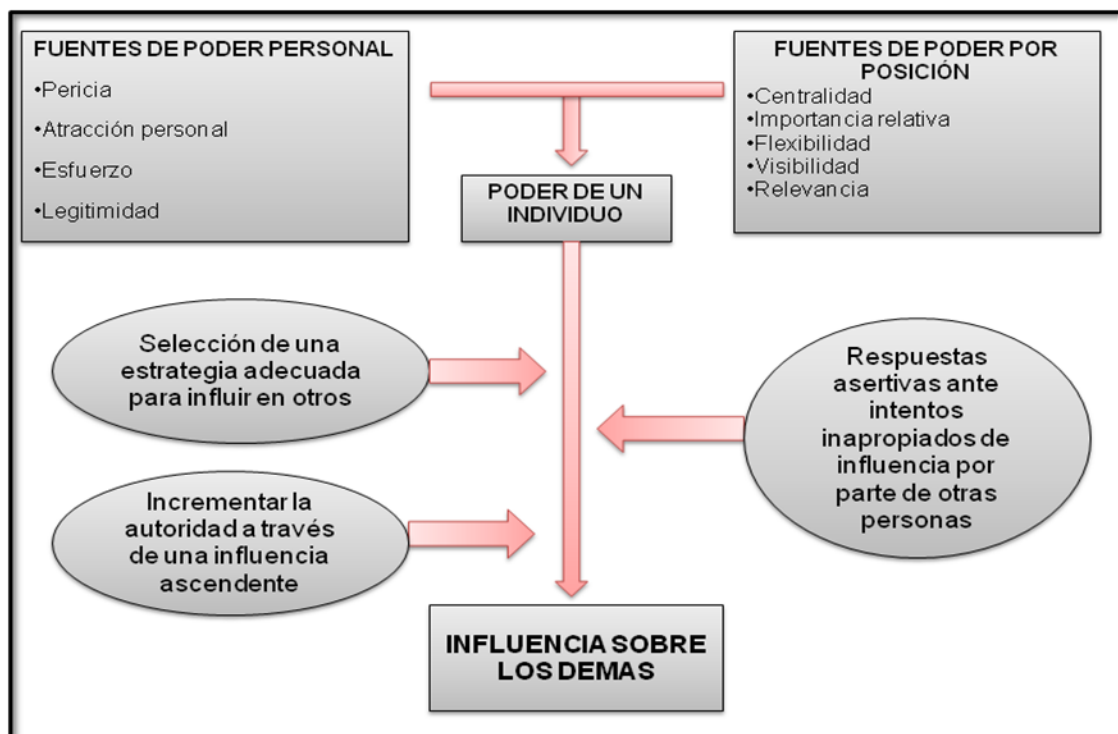 FUENTES DE PODER PERSONAL
•Pericia
•Atracción personal
•Esfuerzo
•Legitimidad
FUENTES DE PODER POR
POSICIÓN
•Centralidad
•Importancia relativa
•Flexibilidad
•Visibilidad
•Relevancia
PODER DE UN
INDIVIDUO
Selección de una
estrategia adecuada
para influir en otros
Respuestas
asertivas ante
intentos
inapropiados de
influencia por
parte de otras
personas
Incrementar la
autoridad a través
de una influencia
ascendente
INFLUENCIA SOBRE
LOS DEMAS